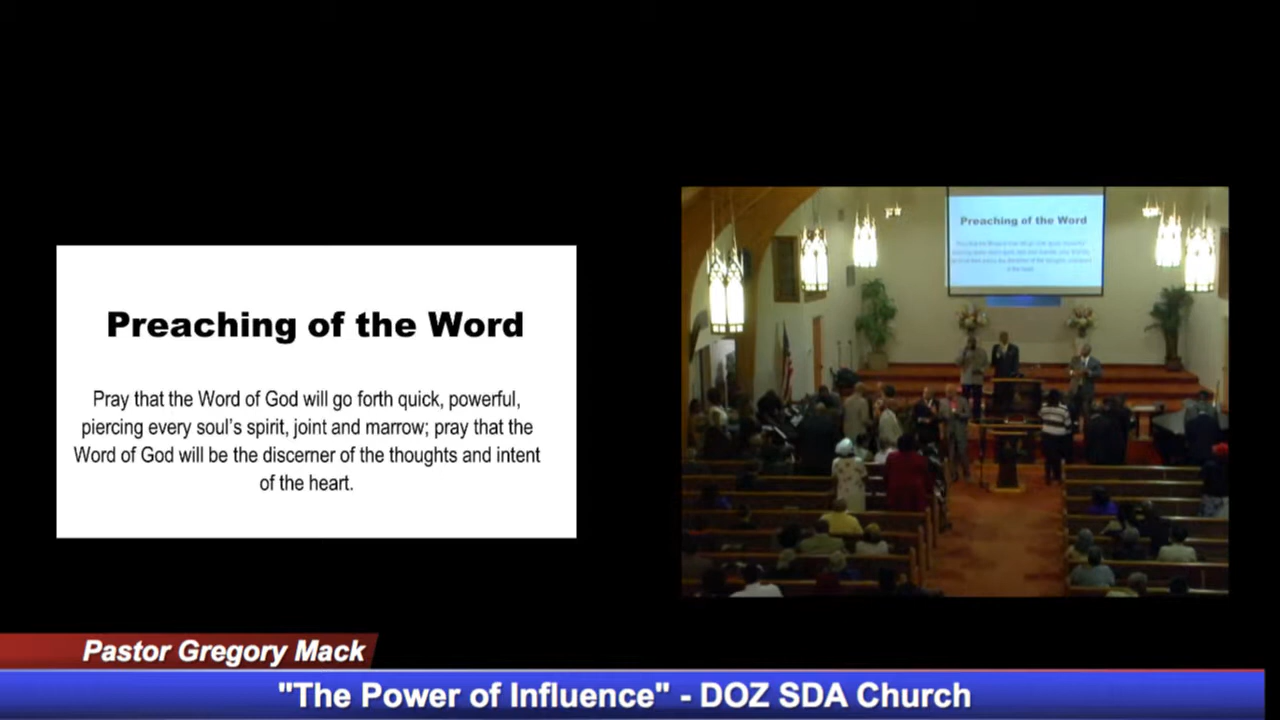 Preaching of the Word
Pray that the Word of God will go forth quick, powerful,
piercing every soul's spirit, joint and marrow; pray that the
Word of God will be the discerner of the thoughts and intent
of the heart.
Preaching of the Word
Pastor Gregory Mack
"The Power of Influence" - DOZ SDA Church